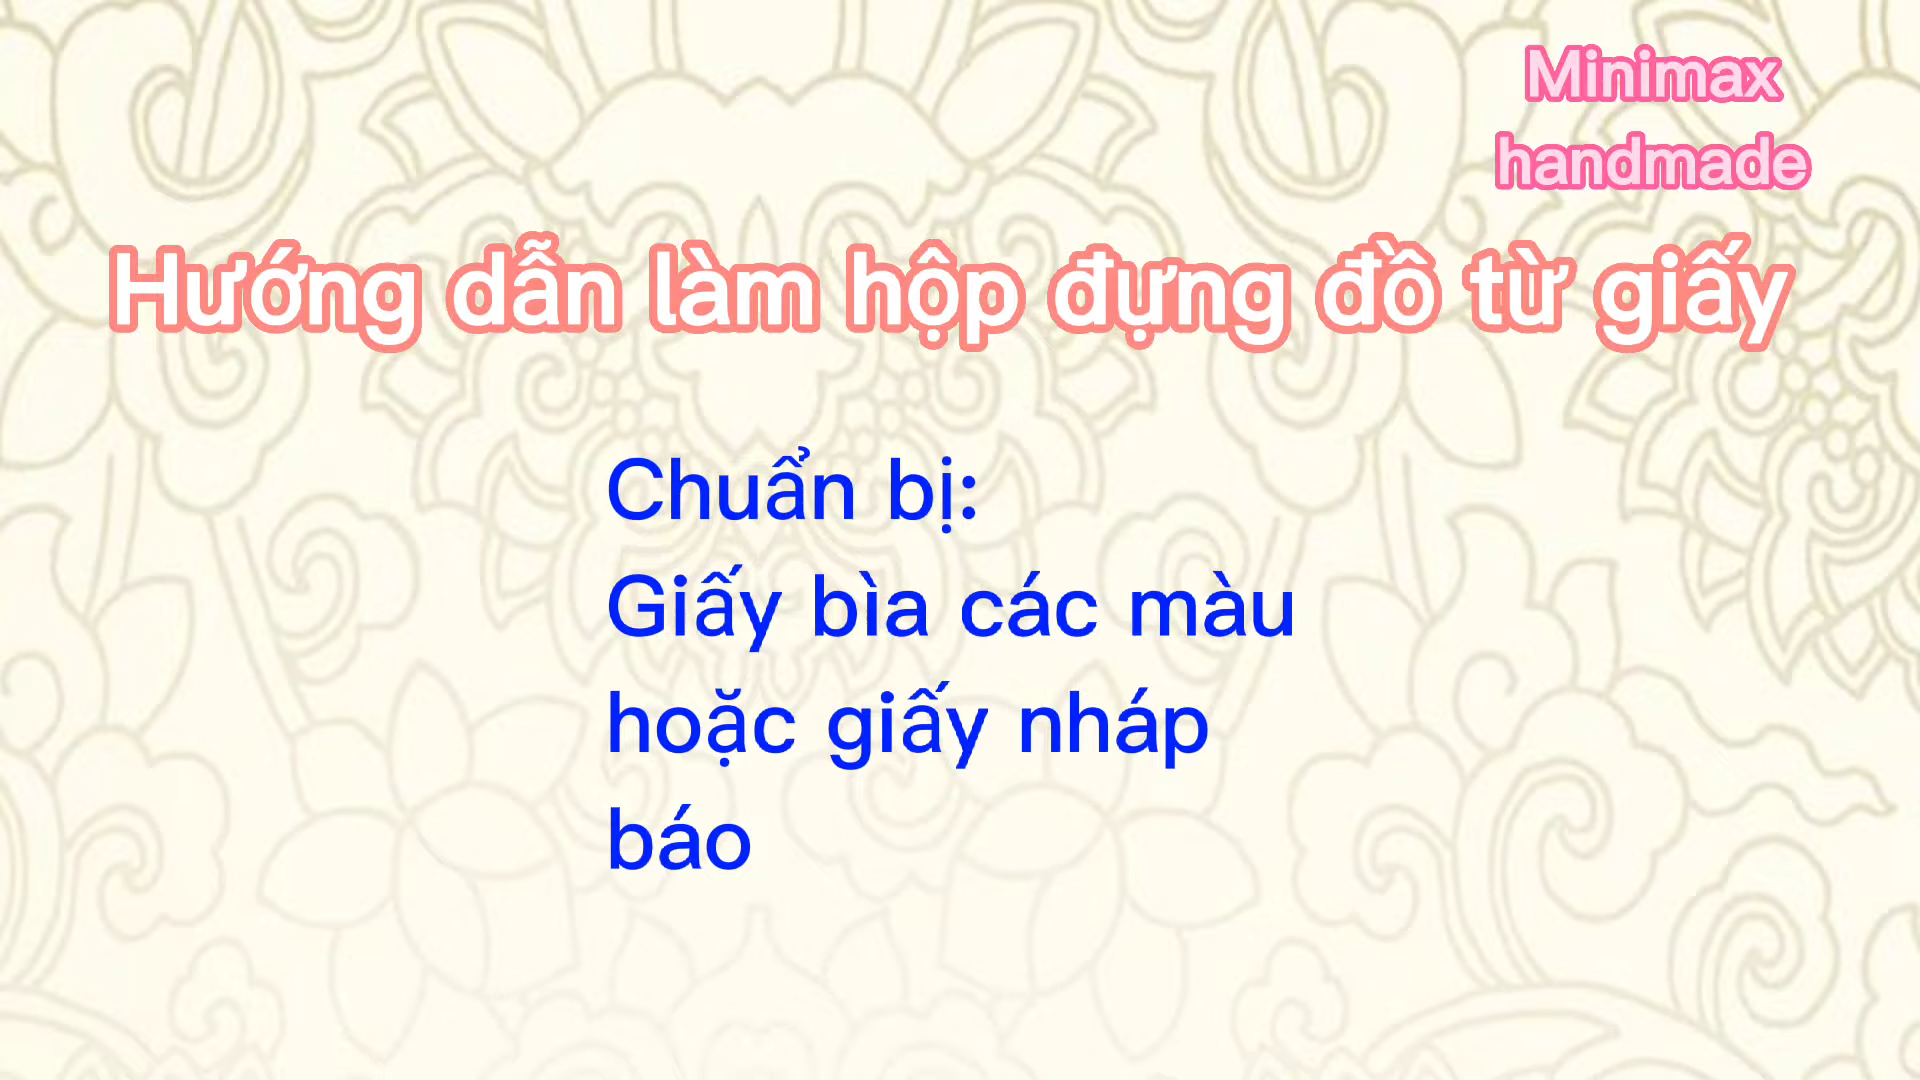 Minimax
handmade
Hướng dẫn làm hộp đựng đồ từ giấy
Chuẩn bị:
Giấy bìa các màu
hoặc giấy nháp
báo